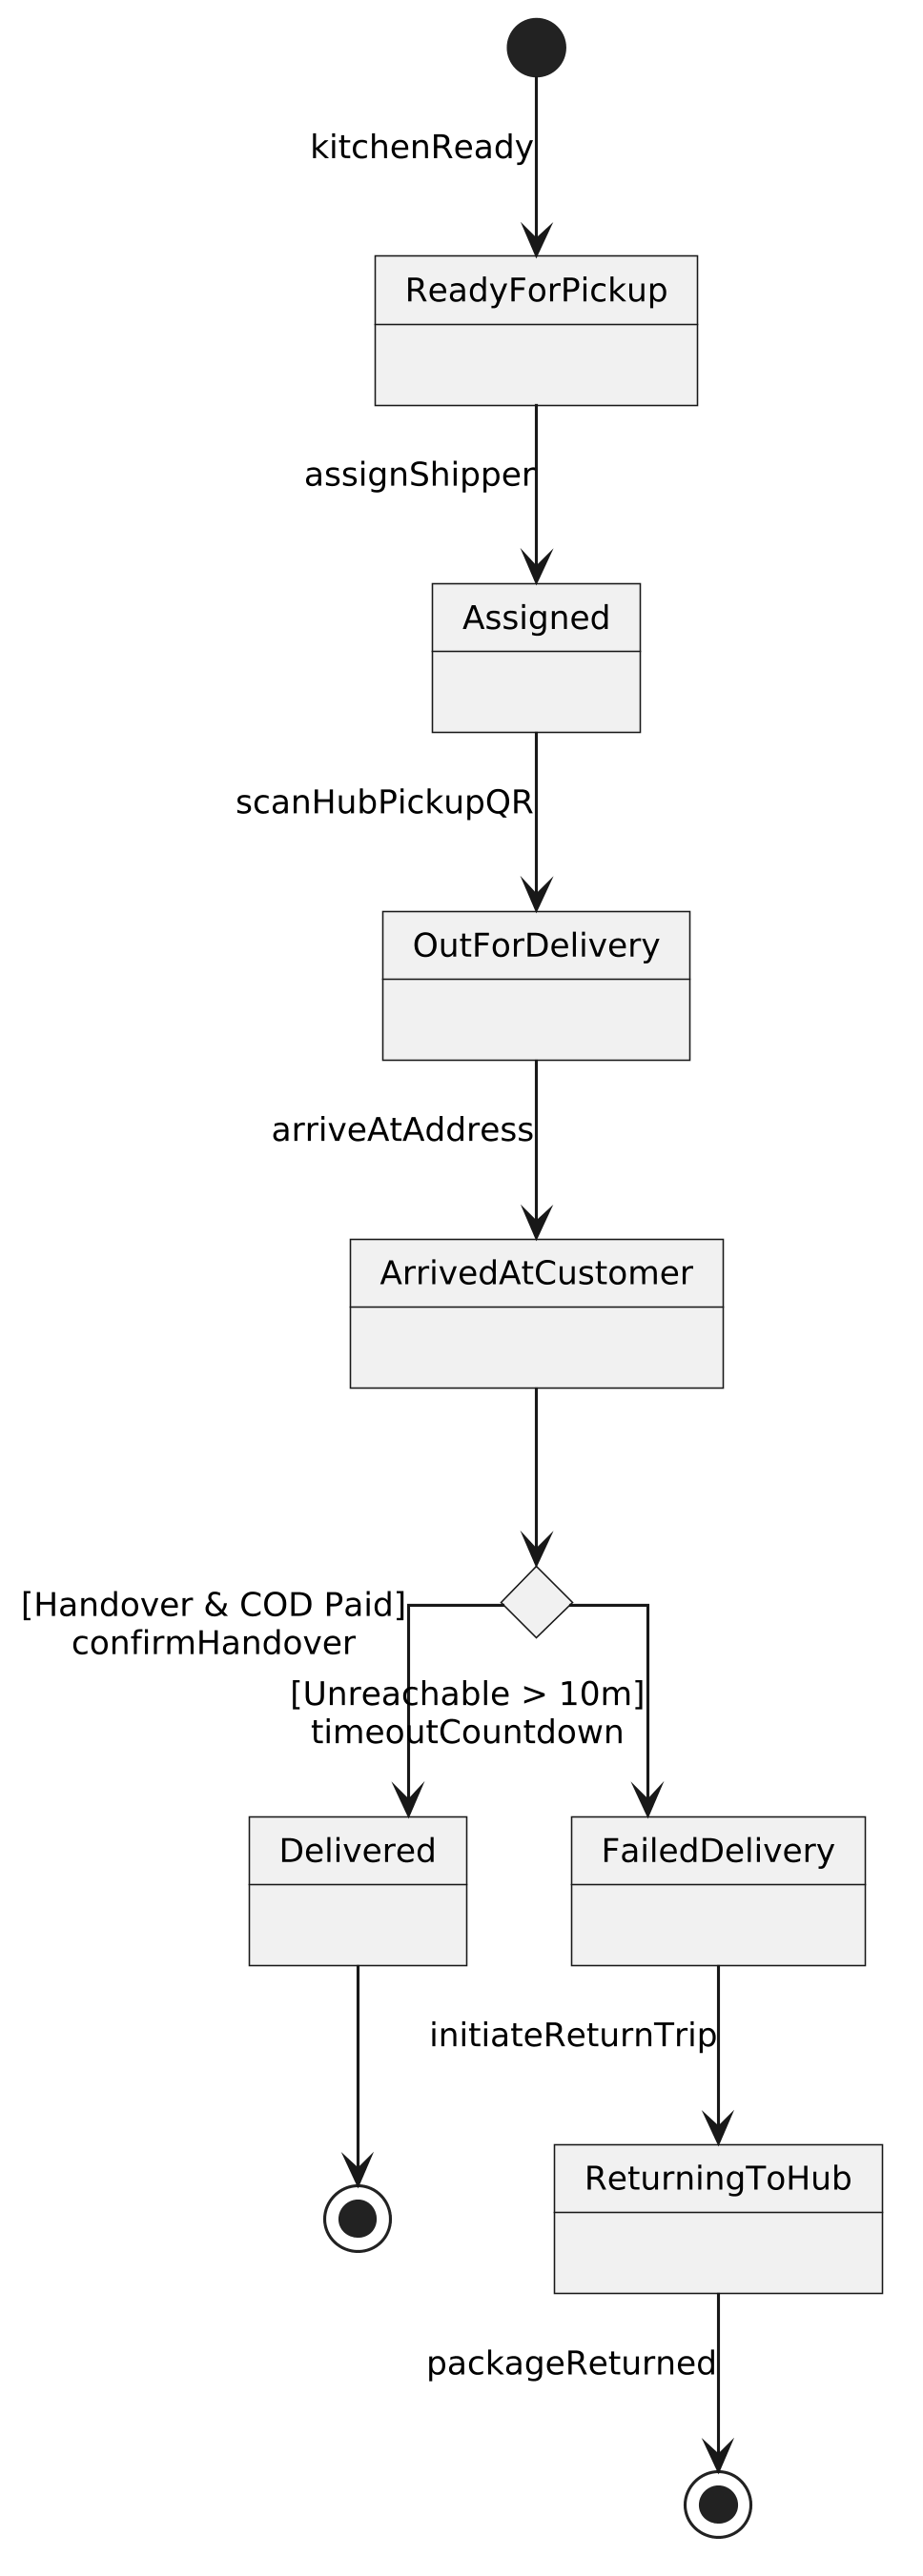 kitchenReady
ReadyForPickup
assignShipper
Assigned
scanHubPickupQR
OutForDelivery
arriveAtAddress
ArrivedAtCustomer
[Handover & COD Paid]
confirmHandover
[Unreachable > 10m]
timeoutCountdown
Delivered
FailedDelivery
initiateReturnTrip
ReturningToHub
packageReturned